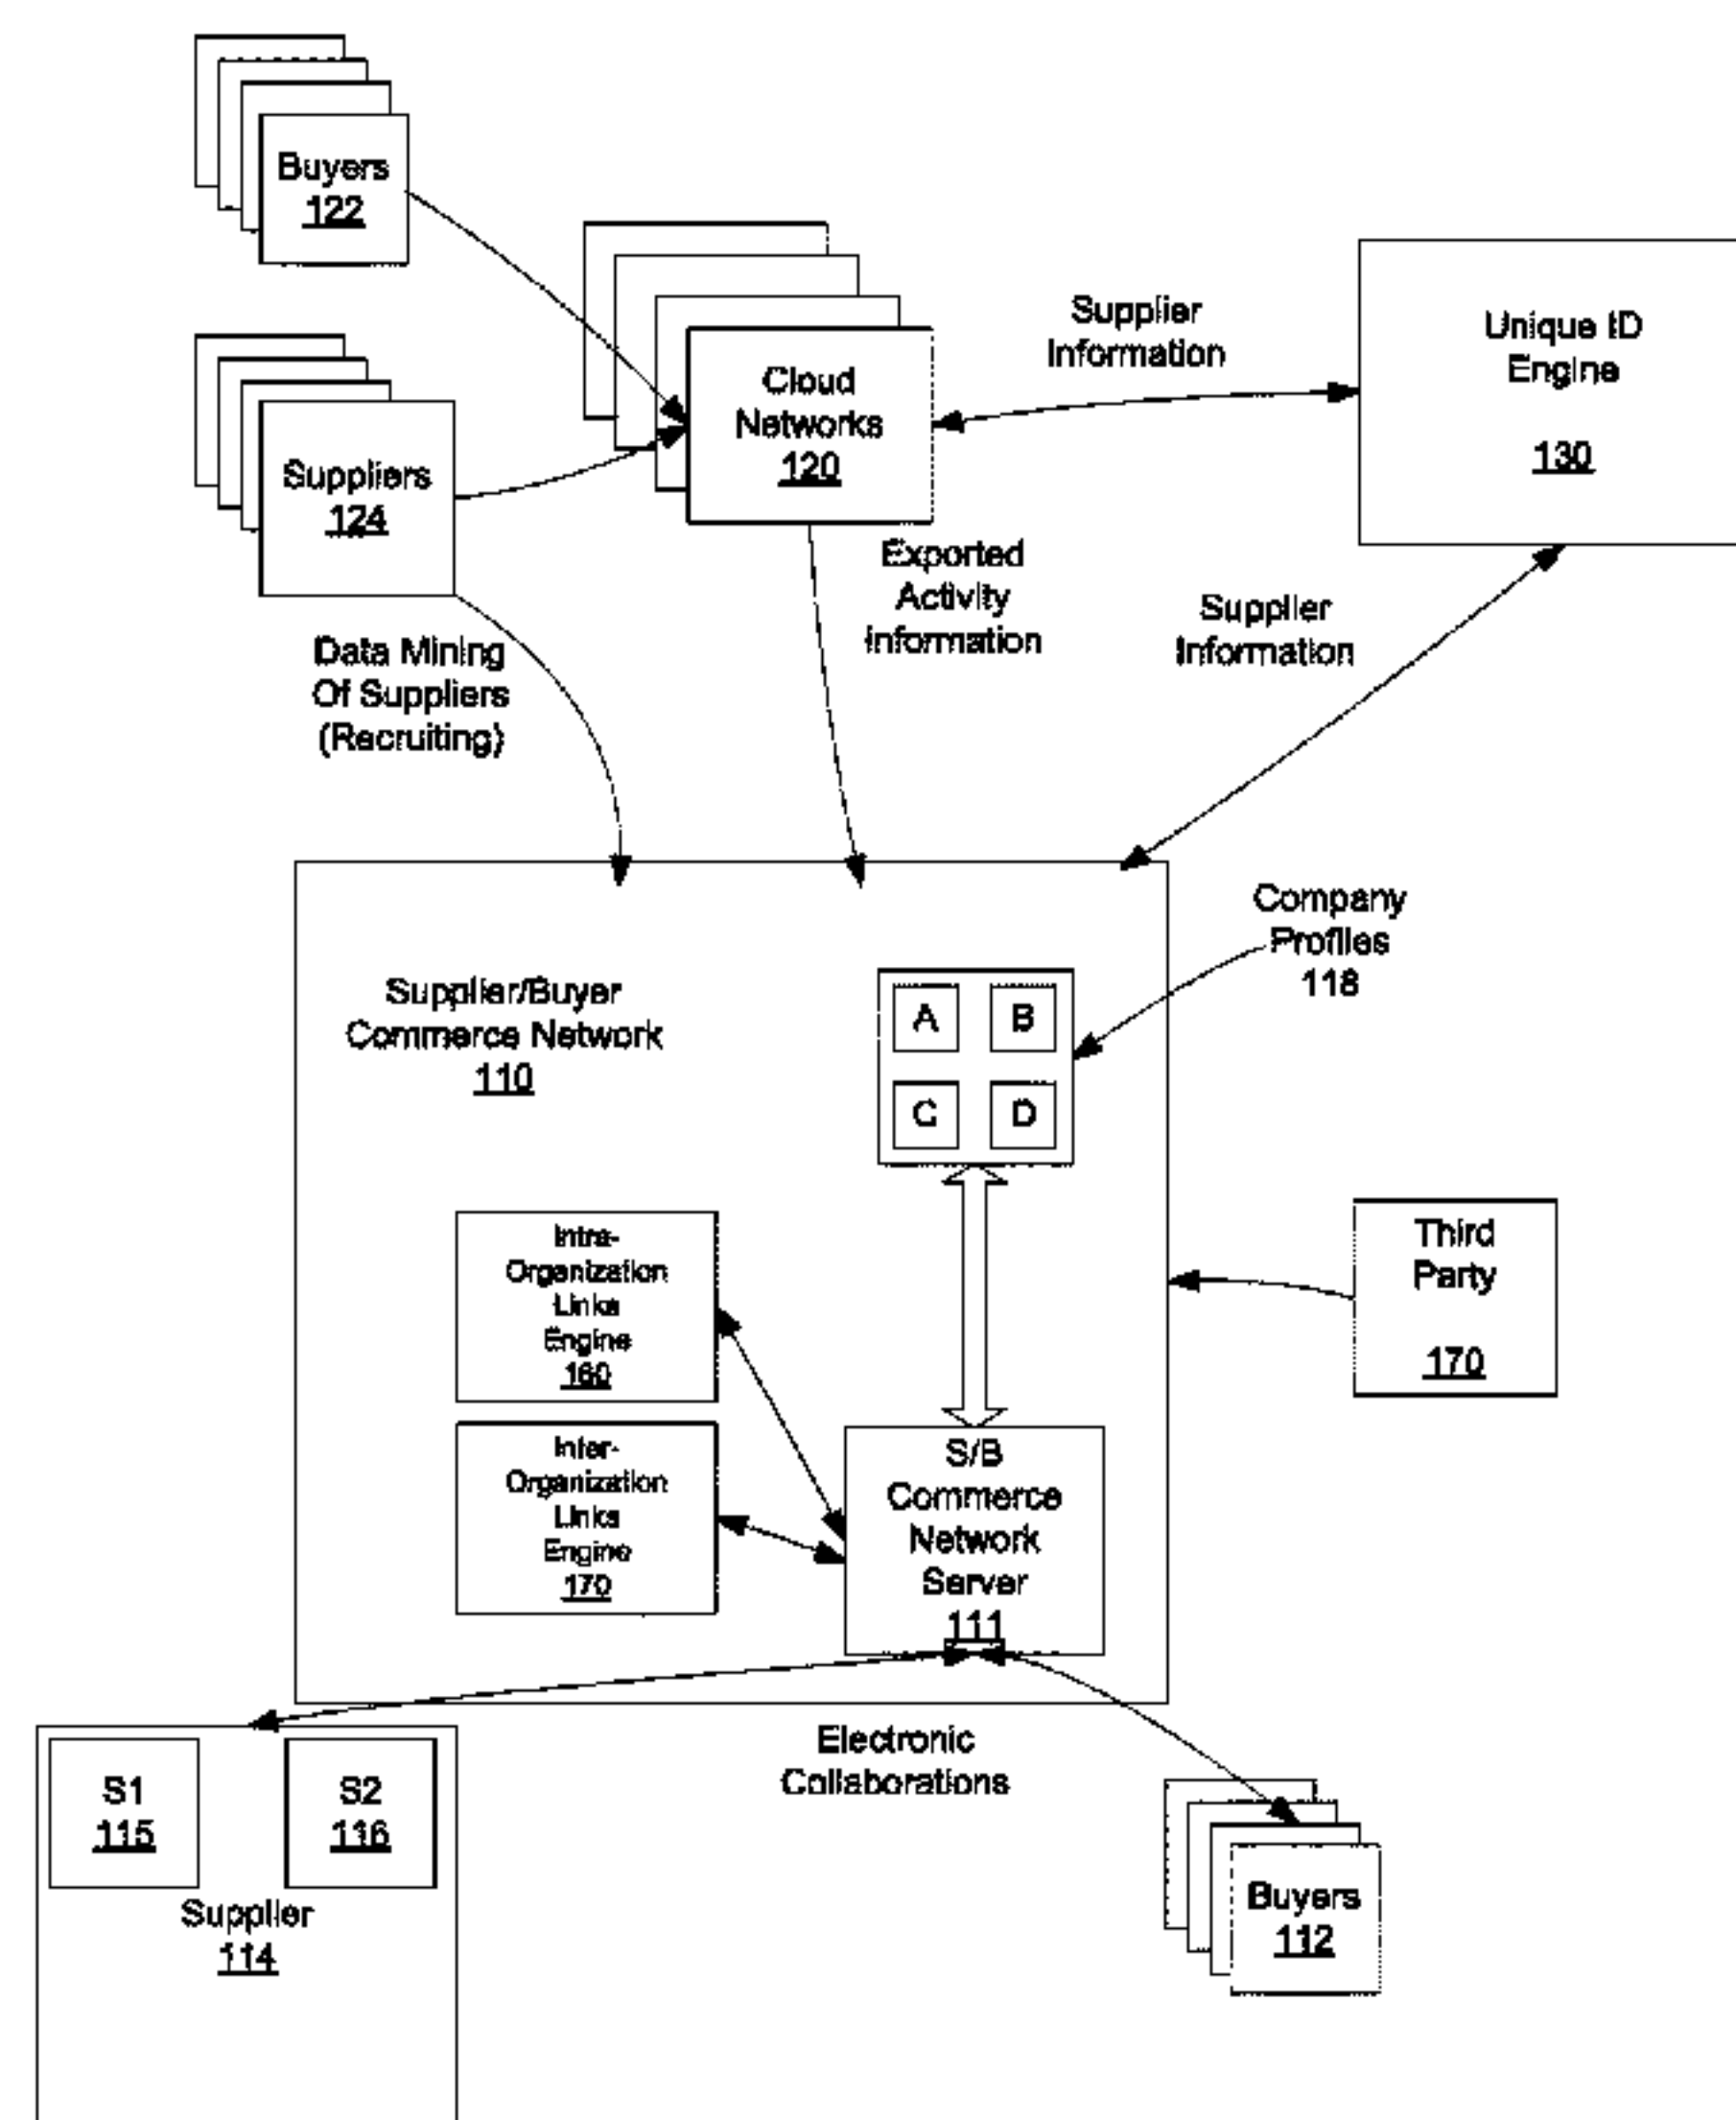 Buyers
122
Suppliers
124
Cloud
Networks
120
Supplier
Information
Unique ID
Engine
130
Exported
Activity
Information
Supplier
Information
Data Mining
Of Suppliers
(Recruiting)
Company
Profiles
118
Supplier/Buyer
Commerce Network
110
A
B
C
D
Intra-
Organization
Links
Engine
160
Third
Party
170
Inter-
Organization
Links
Engine
170
S/B
Commerce
Network
Server
111
Electronic
Collaborations
S1
115
S2
116
Supplier
114
Buyers
112